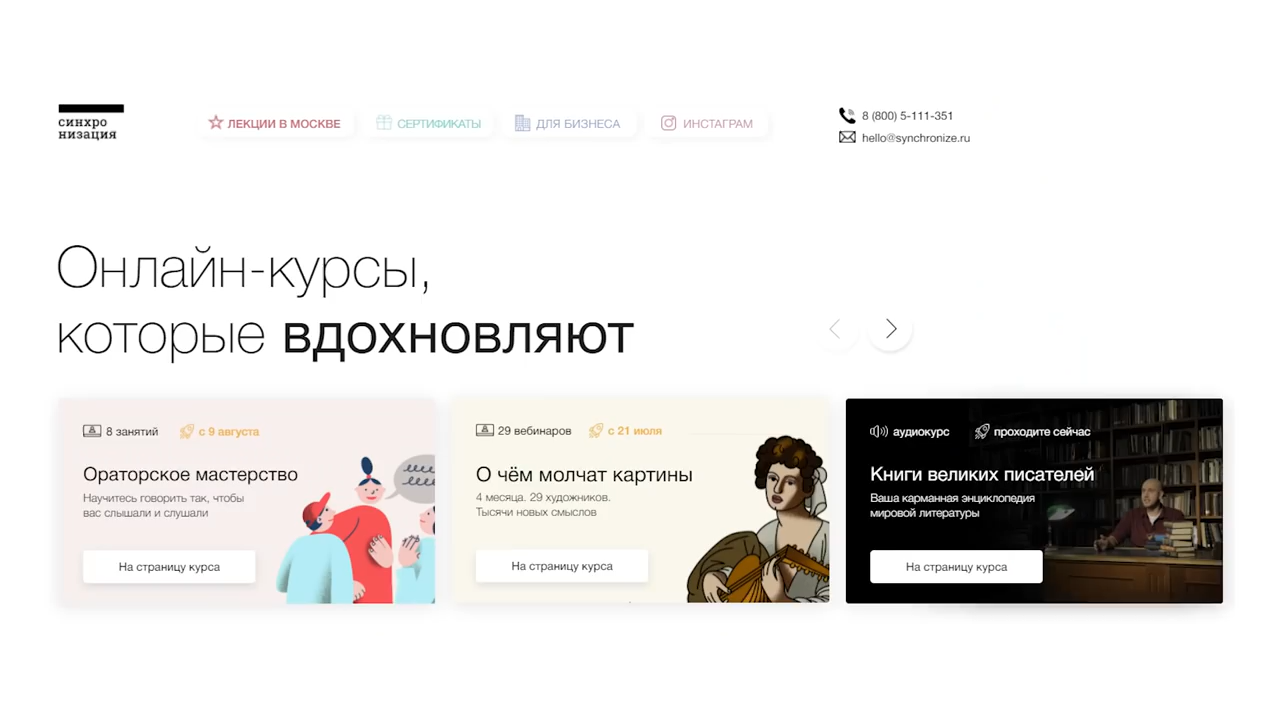 синхро
низация
ЛЕКЦИИ В МОСКВЕ
СЕРТИФИКАТЫ
ДЛЯ БИЗНЕСА
ИНСТАГРАМ
8 (800) 5-111-351
hello@synchronize.ru
Онлайн-курсы,
которые вдохновляют
8 занятий
с 9 августа
Ораторское мастерство
Научитесь говорить так, чтобы
вас слышали и слушали
На страницу курса
29 вебинаров
с 21 июля
О чём молчат картины
4 месяца. 29 художников.
Тысячи новых смыслов
На страницу курса
аудиокурс
проходите сейчас
Книги великих писателей
Ваша карманная энциклопедия
мировой литературы
На страницу курса